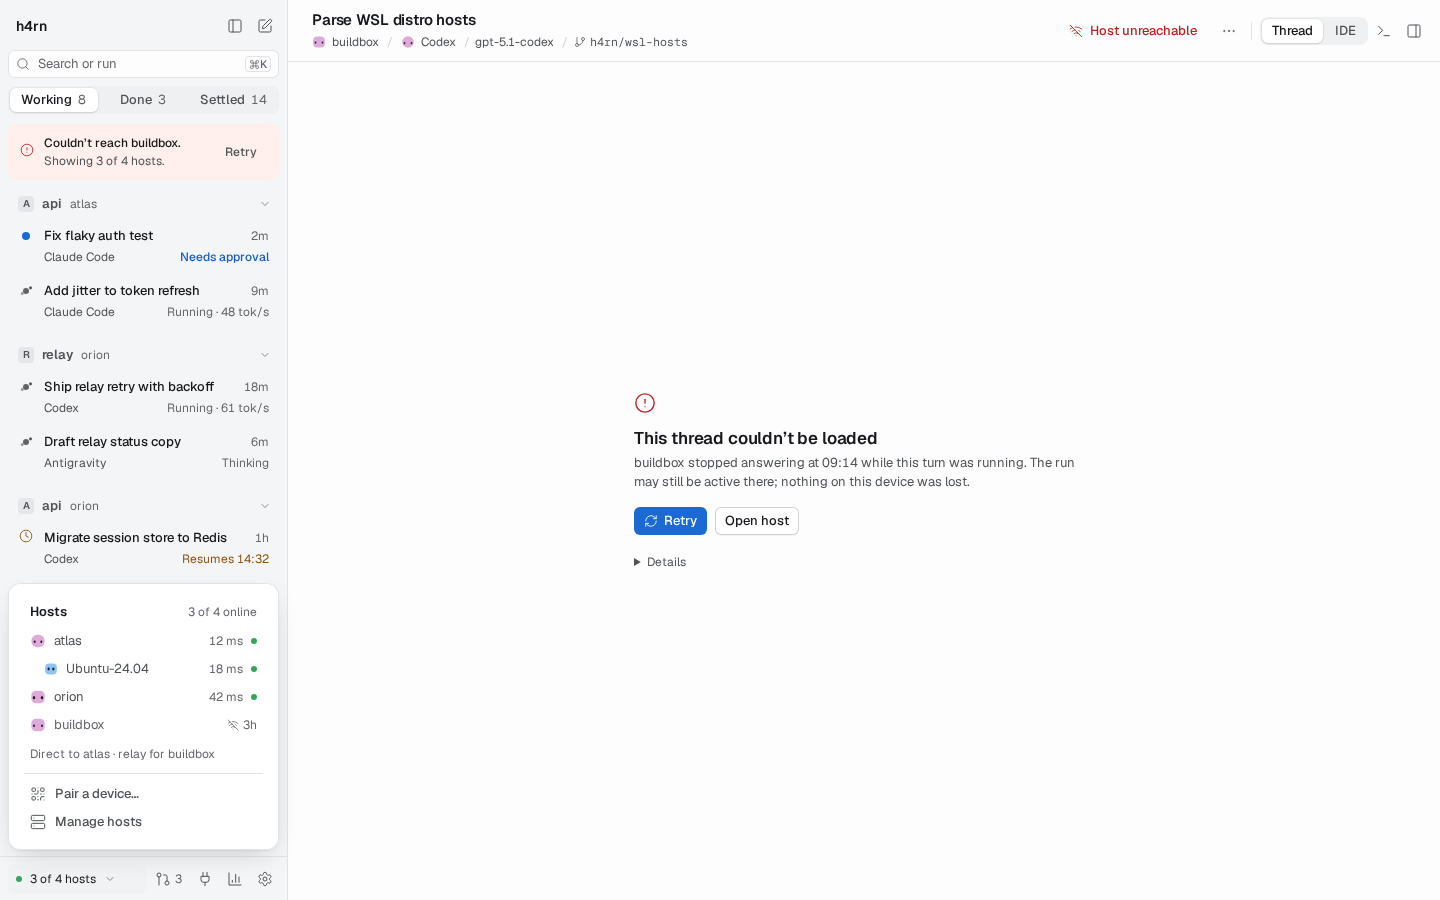 h4rn
Search or run ⌘K
Working 8 Done 3 Settled 14
Couldn't reach buildbox.
Showing 3 of 4 hosts.
Retry
A api atlas
Fix flaky auth test 2m
Claude Code Needs approval
Add jitter to token refresh 9m
Claude Code Running · 48 tok/s
R relay orion
Ship relay retry with backoff 18m
Codex Running · 61 tok/s
Draft relay status copy 6m
Antigravity Thinking
A api orion
Migrate session store to Redis 1h
Codex Resumes 14:32
Hosts 3 of 4 online
atlas 12 ms
Ubuntu-24.04 18 ms
orion 42 ms
buildbox 3h
Direct to atlas · relay for buildbox
Pair a device…
Manage hosts
3 of 4 hosts 3
Parse WSL distro hosts
buildbox / Codex / gpt-5.1-codex / h4rn/wsl-hosts
Host unreachable
Thread IDE
This thread couldn’t be loaded
buildbox stopped answering at 09:14 while this turn was running. The run
may still be active there; nothing on this device was lost.
Retry Open host
Details